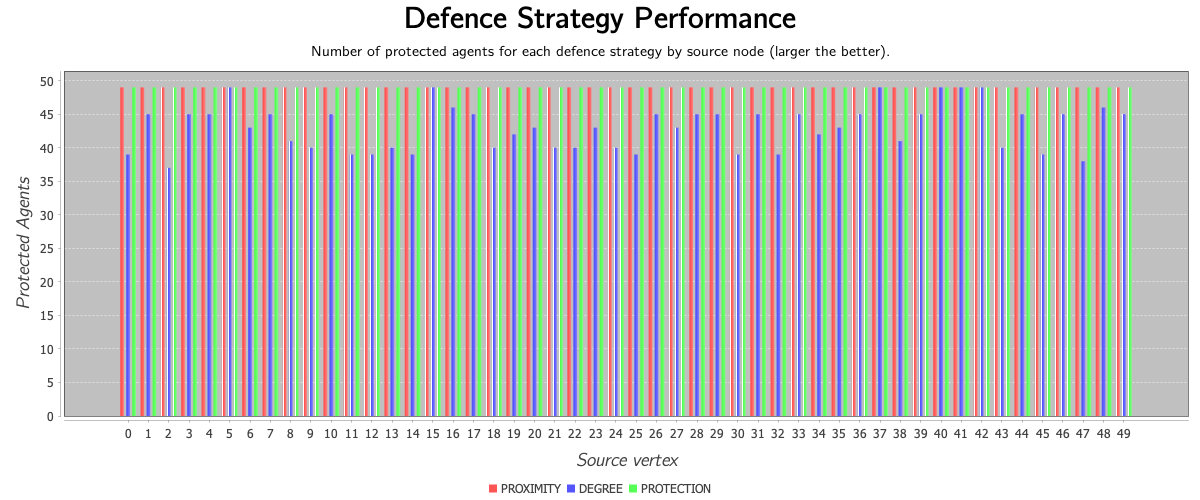 Defence Strategy Performance
Number of protected agents for each defence strategy by source node (larger the better).
Protected Agents
50
45
40
35
30
25
20
15
10
5
0
0 1 2 3 4 5 6 7 8 9 10 11 12 13 14 15 16 17 18 19 20 21 22 23 24 25 26 27 28 29 30 31 32 33 34 35 36 37 38 39 40 41 42 43 44 45 46 47 48 49
Source vertex
PROXIMITY DEGREE PROTECTION